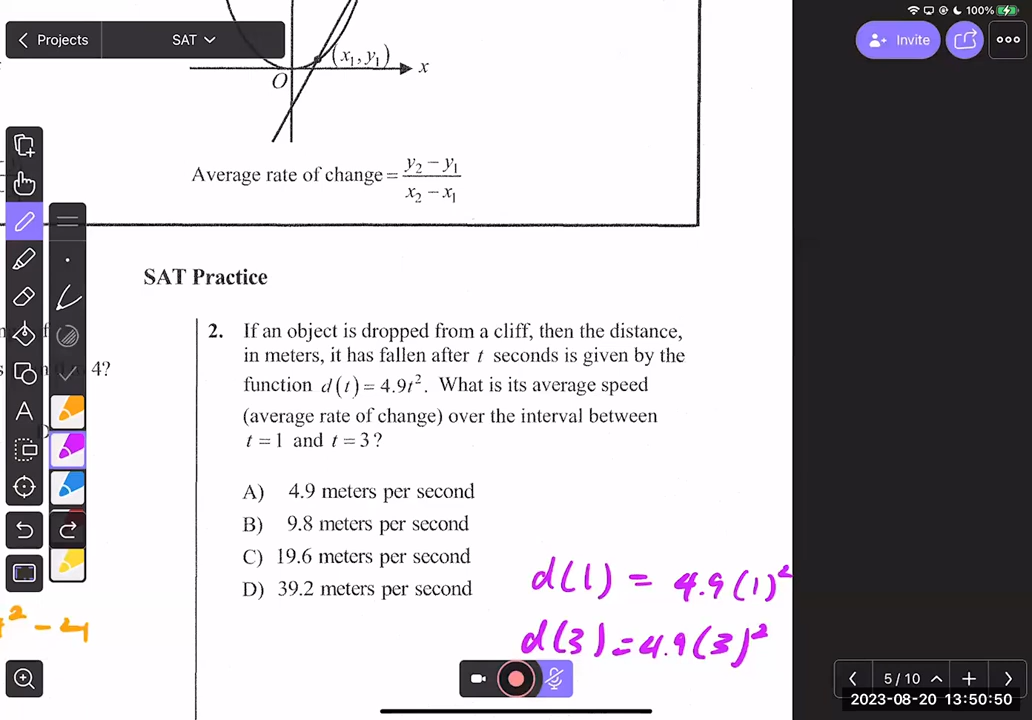 100%
Projects
SAT
Invite
(x₁, y₁)
x
O
Average rate of change = (y₂ − y₁)/(x₂ − x₁)
SAT Practice
2. If an object is dropped from a cliff, then the distance,
in meters, it has fallen after t seconds is given by the
function d(t) = 4.9t². What is its average speed
(average rate of change) over the interval between
t = 1 and t = 3?
4?
A) 4.9 meters per second
B) 9.8 meters per second
C) 19.6 meters per second
D) 39.2 meters per second
d(1) = 4.9(1)²
d(3) = 4.9(3)²
² − 4
A
5 / 10
2023-08-20 13:50:50